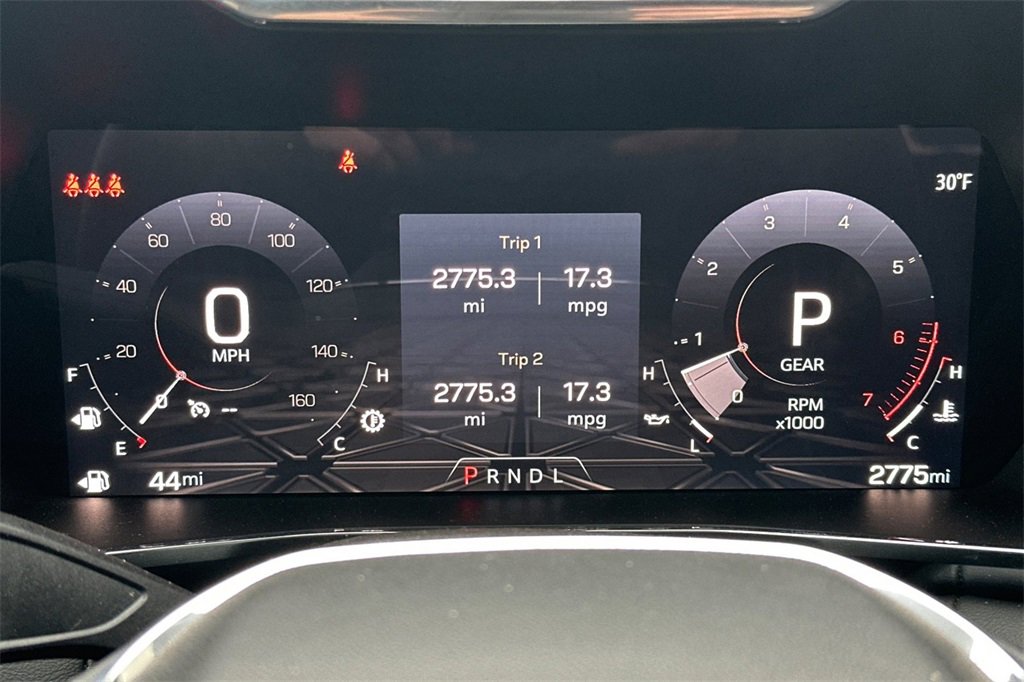 30°F
80
60
100
40
120
20
140
0
160
0
MPH
--
F
E
H
C
44mi
Trip 1
2775.3 17.3
mi mpg
Trip 2
2775.3 17.3
mi mpg
PRNDL
3
4
2
5
1
6
0
7
P
GEAR
RPM
x1000
H
L
H
C
2775mi